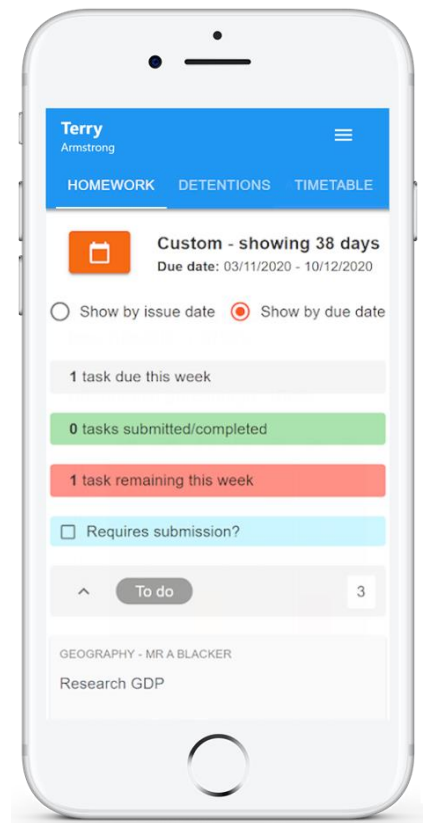 Terry
Armstrong
HOMEWORK DETENTIONS TIMETABLE
Custom - showing 38 days
Due date: 03/11/2020 - 10/12/2020
Show by issue date Show by due date
1 task due this week
0 tasks submitted/completed
1 task remaining this week
Requires submission?
To do 3
GEOGRAPHY - MR A BLACKER
Research GDP